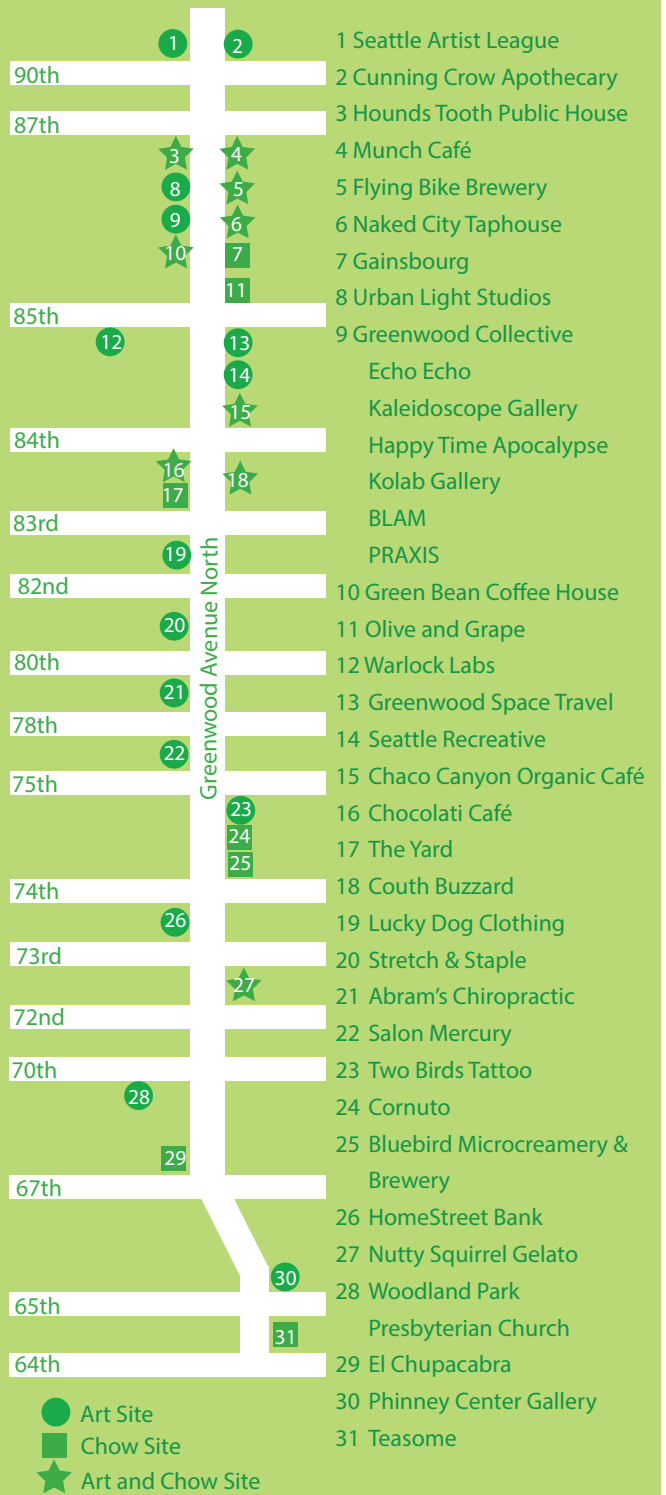 1 Seattle Artist League
2 Cunning Crow Apothecary
3 Hounds Tooth Public House
4 Munch Café
5 Flying Bike Brewery
6 Naked City Taphouse
7 Gainsbourg
8 Urban Light Studios
9 Greenwood Collective
Echo Echo
Kaleidoscope Gallery
Happy Time Apocalypse
Kolab Gallery
BLAM
PRAXIS
10 Green Bean Coffee House
11 Olive and Grape
12 Warlock Labs
13 Greenwood Space Travel
14 Seattle Recreative
15 Chaco Canyon Organic Café
16 Chocolati Café
17 The Yard
18 Couth Buzzard
19 Lucky Dog Clothing
20 Stretch & Staple
21 Abram's Chiropractic
22 Salon Mercury
23 Two Birds Tattoo
24 Cornuto
25 Bluebird Microcreamery &
Brewery
26 HomeStreet Bank
27 Nutty Squirrel Gelato
28 Woodland Park
Presbyterian Church
29 El Chupacabra
30 Phinney Center Gallery
31 Teasome
1
2
90th
87th
3
4
8
5
9
6
10
7
11
85th
12
13
14
15
84th
16
18
17
83rd
19
Greenwood Avenue North
82nd
20
80th
21
78th
22
75th
23
24
25
74th
26
73rd
27
72nd
70th
28
29
67th
30
65th
31
64th
Art Site
Chow Site
Art and Chow Site